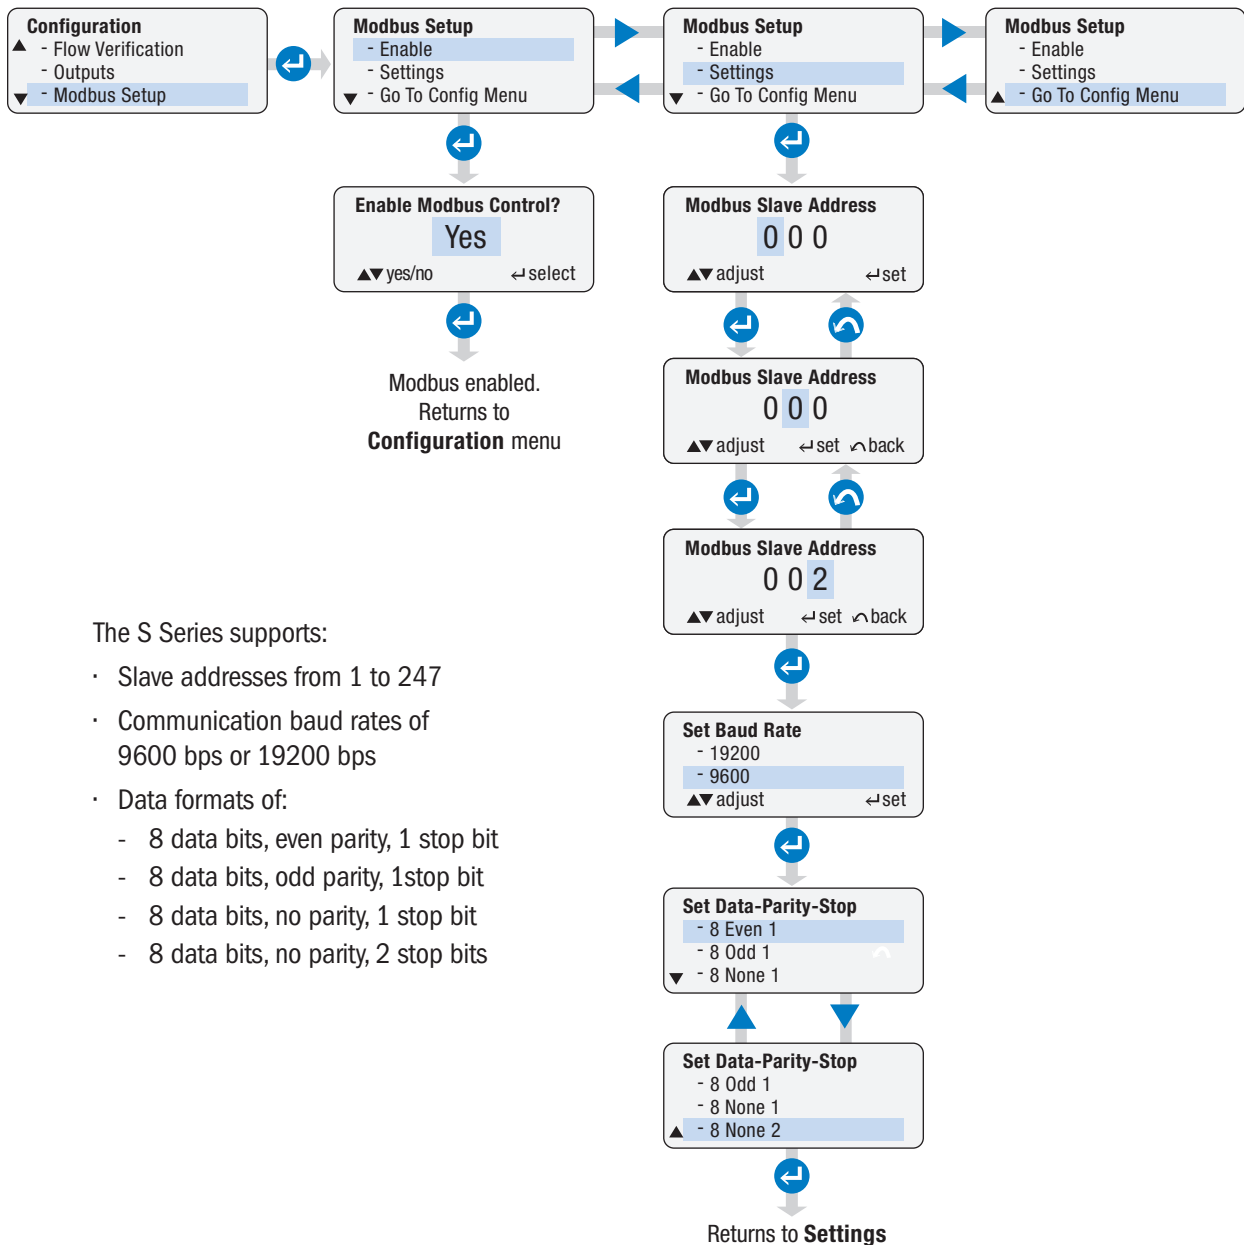 Configuration
- Flow Verification
- Outputs
- Modbus Setup
Modbus Setup
- Enable
- Settings
- Go To Config Menu
Modbus Setup
- Enable
- Settings
- Go To Config Menu
Modbus Setup
- Enable
- Settings
- Go To Config Menu
Enable Modbus Control?
Yes
▲▼ yes/no ↵ select
Modbus enabled.
Returns to
Configuration menu
Modbus Slave Address
0 0 0
▲▼ adjust ↵ set
Modbus Slave Address
0 0 0
▲▼ adjust ↵ set ↶ back
Modbus Slave Address
0 0 2
▲▼ adjust ↵ set ↶ back
Set Baud Rate
- 19200
- 9600
▲▼ adjust ↵ set
Set Data-Parity-Stop
- 8 Even 1
- 8 Odd 1
- 8 None 1
Set Data-Parity-Stop
- 8 Odd 1
- 8 None 1
- 8 None 2
Returns to Settings
The S Series supports:
· Slave addresses from 1 to 247
· Communication baud rates of
9600 bps or 19200 bps
· Data formats of:
- 8 data bits, even parity, 1 stop bit
- 8 data bits, odd parity, 1stop bit
- 8 data bits, no parity, 1 stop bit
- 8 data bits, no parity, 2 stop bits